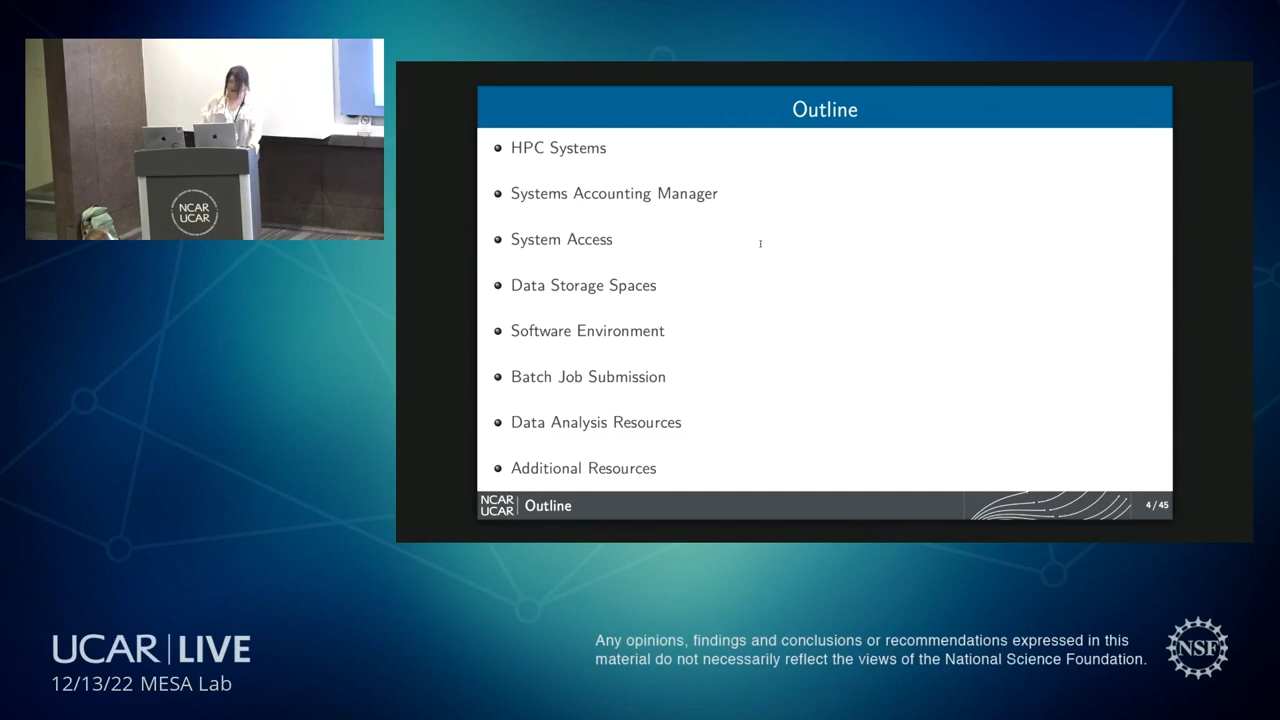 NCAR
UCAR
Outline
HPC Systems
Systems Accounting Manager
System Access
Data Storage Spaces
Software Environment
Batch Job Submission
Data Analysis Resources
Additional Resources
NCAR
UCAR
Outline
4 / 45
UCAR | LIVE
12/13/22 MESA Lab
Any opinions, findings and conclusions or recommendations expressed in this
material do not necessarily reflect the views of the National Science Foundation.
NSF